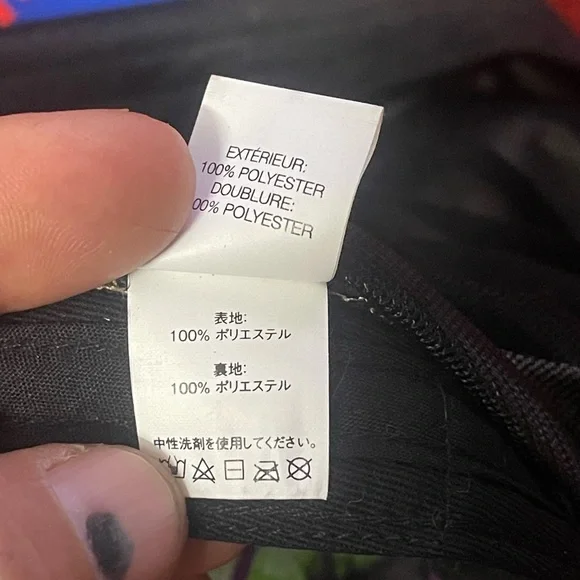 EXTÉRIEUR:
100% POLYESTER
DOUBLURE:
00% POLYESTER
表地:
100% ポリエステル
裏地:
100% ポリエステル
中性洗剤を使用してください。